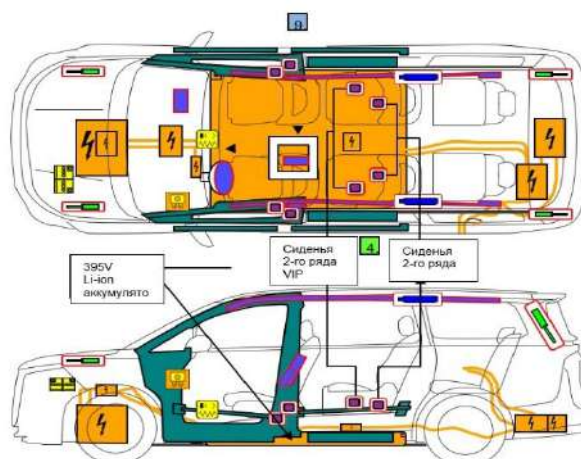 9
4
Сиденья
2-го ряда
VIP
Сиденья
2-го ряда
395V
Li-ion
аккумулято